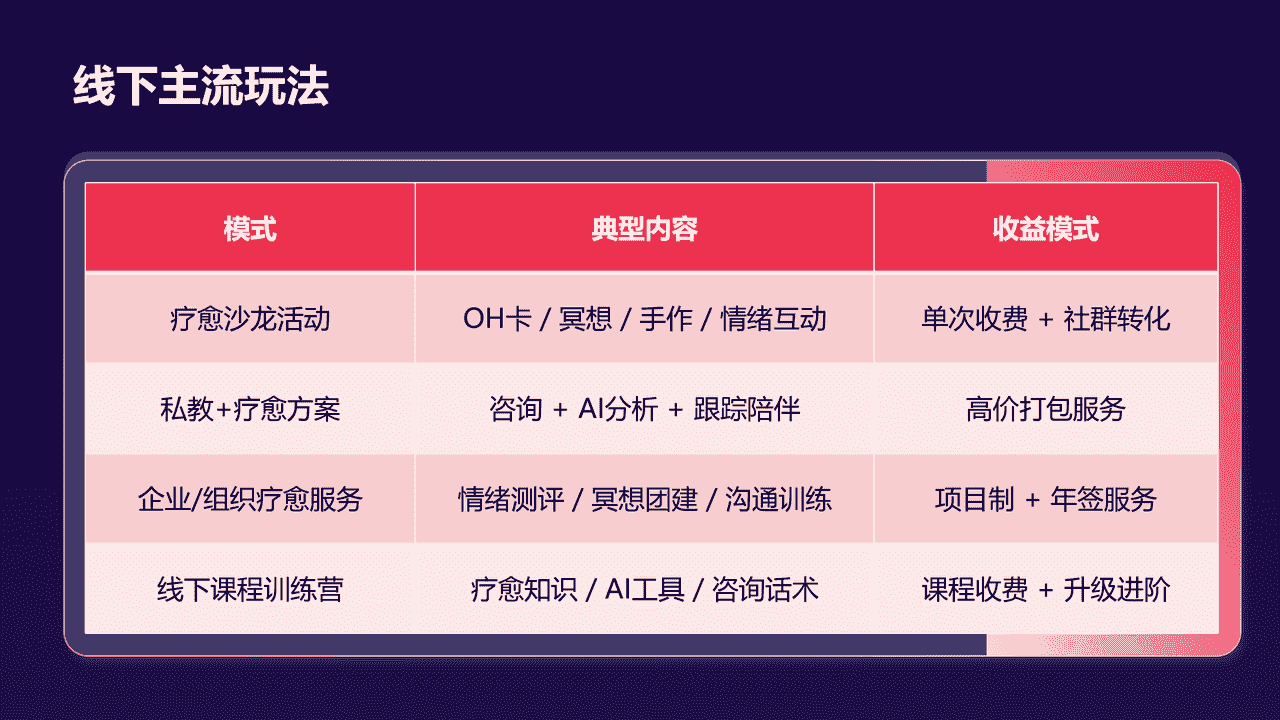 线下主流玩法
模式 典型内容 收益模式
疗愈沙龙活动 OH卡 / 冥想 / 手作 / 情绪互动 单次收费 + 社群转化
私教+疗愈方案 咨询 + AI分析 + 跟踪陪伴 高价打包服务
企业/组织疗愈服务 情绪测评 / 冥想团建 / 沟通训练 项目制 + 年签服务
线下课程训练营 疗愈知识 / AI工具 / 咨询话术 课程收费 + 升级进阶